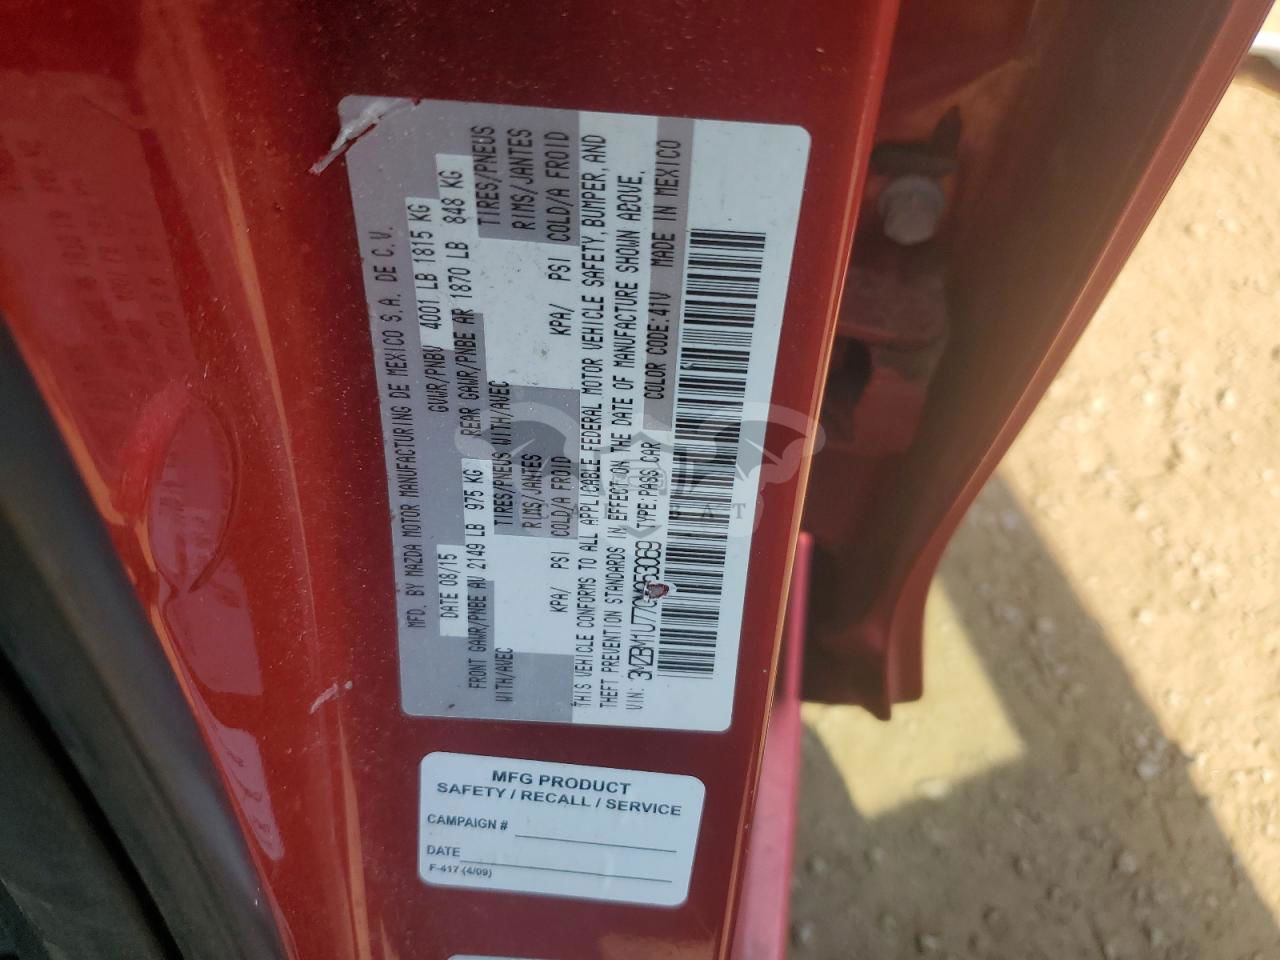 MFD. BY MAZDA MOTOR MANUFACTURING DE MEXICO S.A. DE C.V.
DATE 08/15 GVWR/PNBV 4001 LB 1815 KG
FRONT GAWR/PNBE AV 2149 LB 975 KG REAR GAWR/PNBE AR 1870 LB 848 KG
WITH/AVEC TIRES/PNEUS WITH/AVEC TIRES/PNEUS
RIMS/JANTES RIMS/JANTES
KPA/ PSI COLD/A FROID KPA/ PSI COLD/A FROID
THIS VEHICLE CONFORMS TO ALL APPLICABLE FEDERAL MOTOR VEHICLE SAFETY, BUMPER, AND
THEFT PREVENTION STANDARDS IN EFFECT ON THE DATE OF MANUFACTURE SHOWN ABOVE.
VIN: TYPE:PASS CAR COLOR CODE:41V MADE IN MEXICO
MFG PRODUCT
SAFETY / RECALL / SERVICE
CAMPAIGN #
DATE
F-417 (4/09)